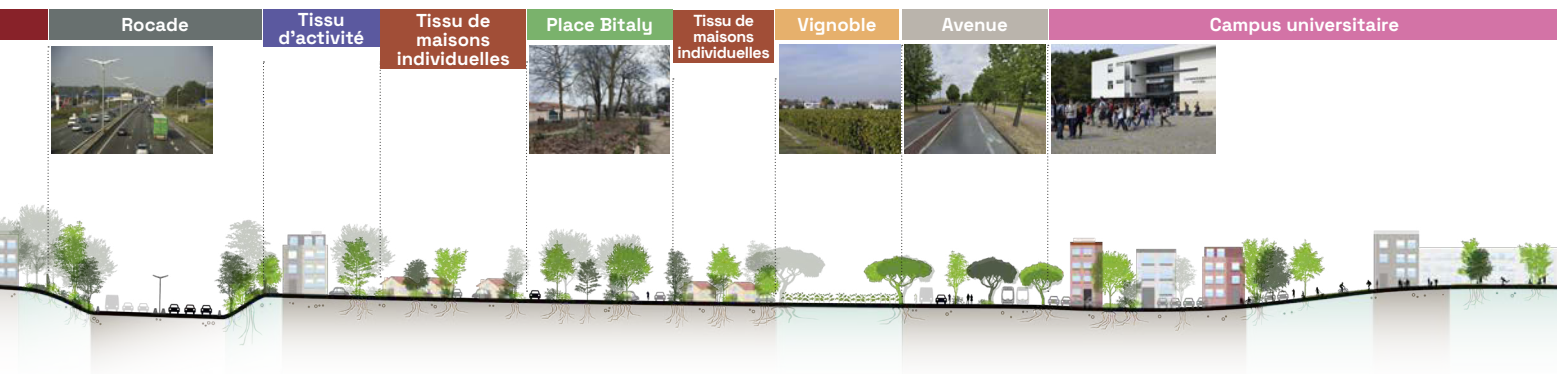 Rocade
Tissu
d'activité
Tissu de
maisons
individuelles
Place Bitaly
Tissu de
maisons
individuelles
Vignoble
Avenue
Campus universitaire